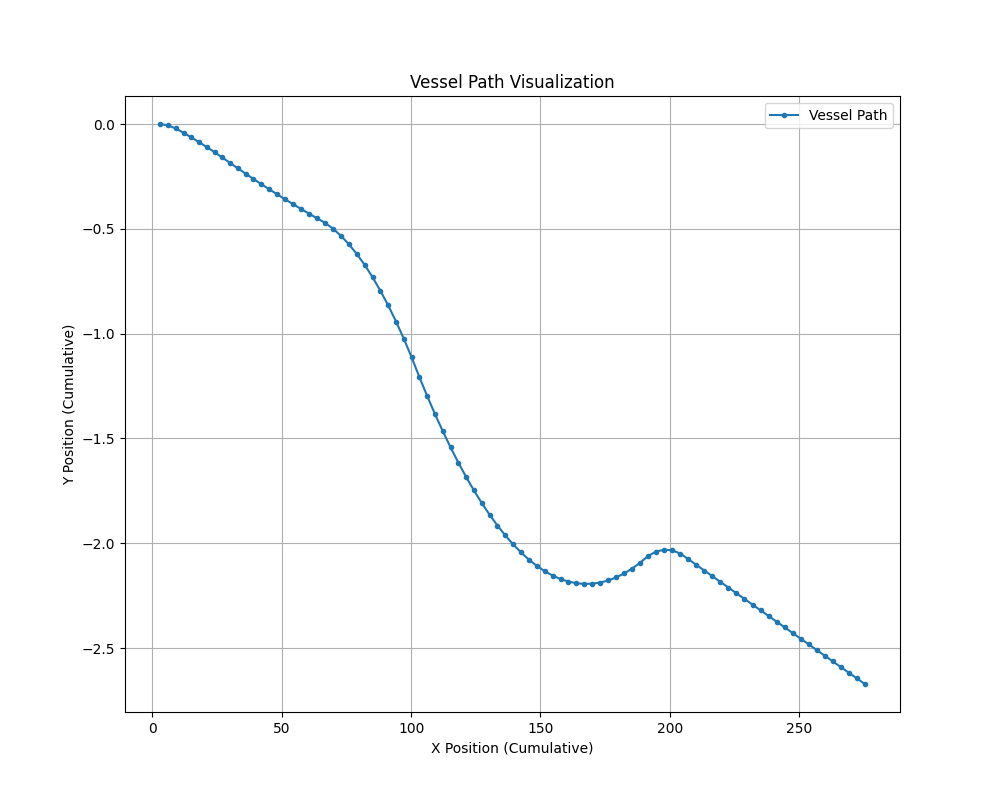 Vessel Path Visualization
Vessel Path
0.0
−0.5
−1.0
−1.5
−2.0
−2.5
Y Position (Cumulative)
0 50 100 150 200 250
X Position (Cumulative)